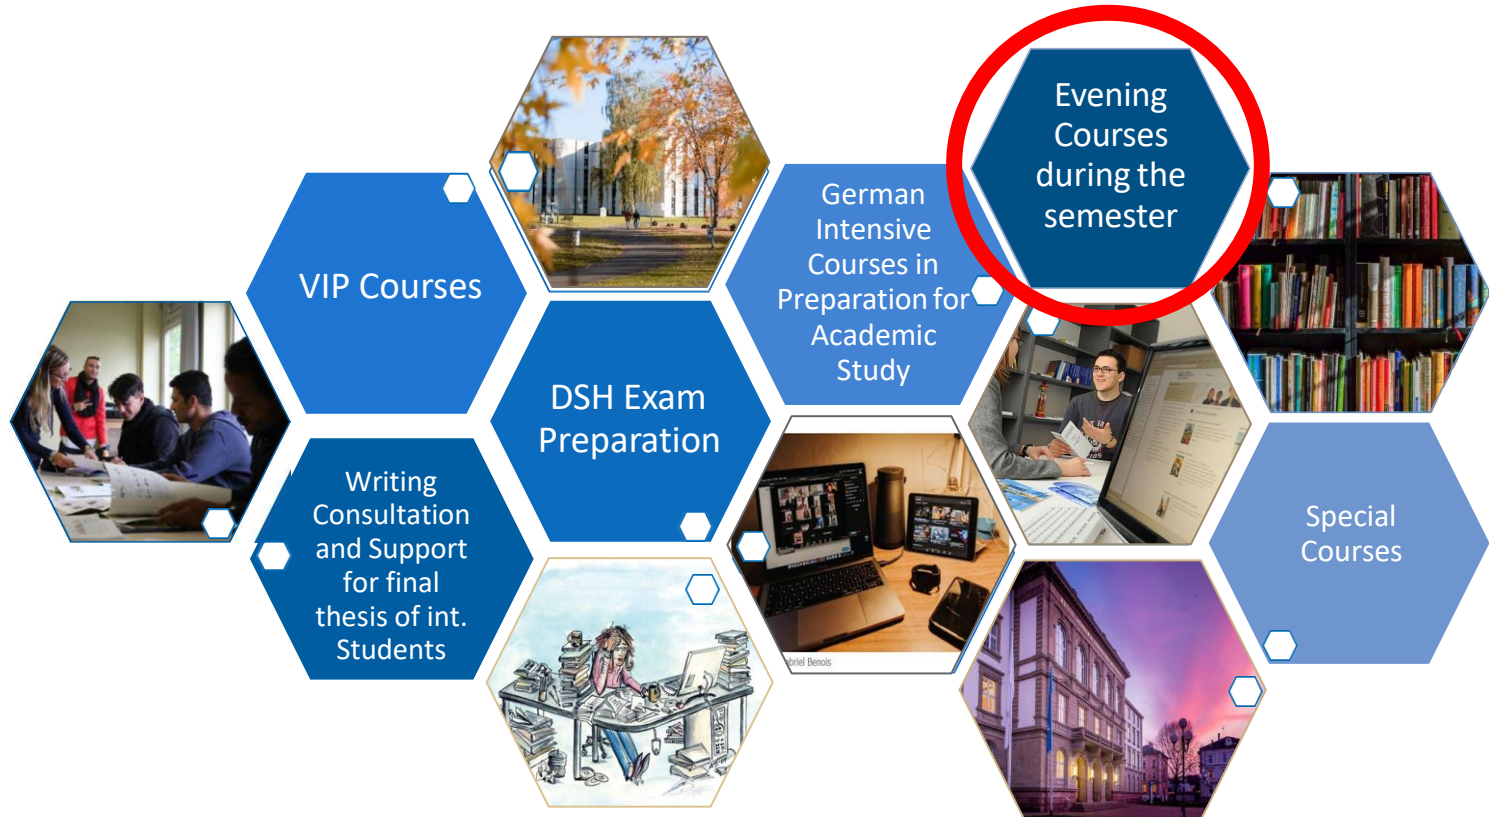 VIP Courses
Writing
Consultation
and Support
for final
thesis of int.
Students
DSH Exam
Preparation
German
Intensive
Courses in
Preparation for
Academic
Study
Evening
Courses
during the
semester
Special
Courses
Benois